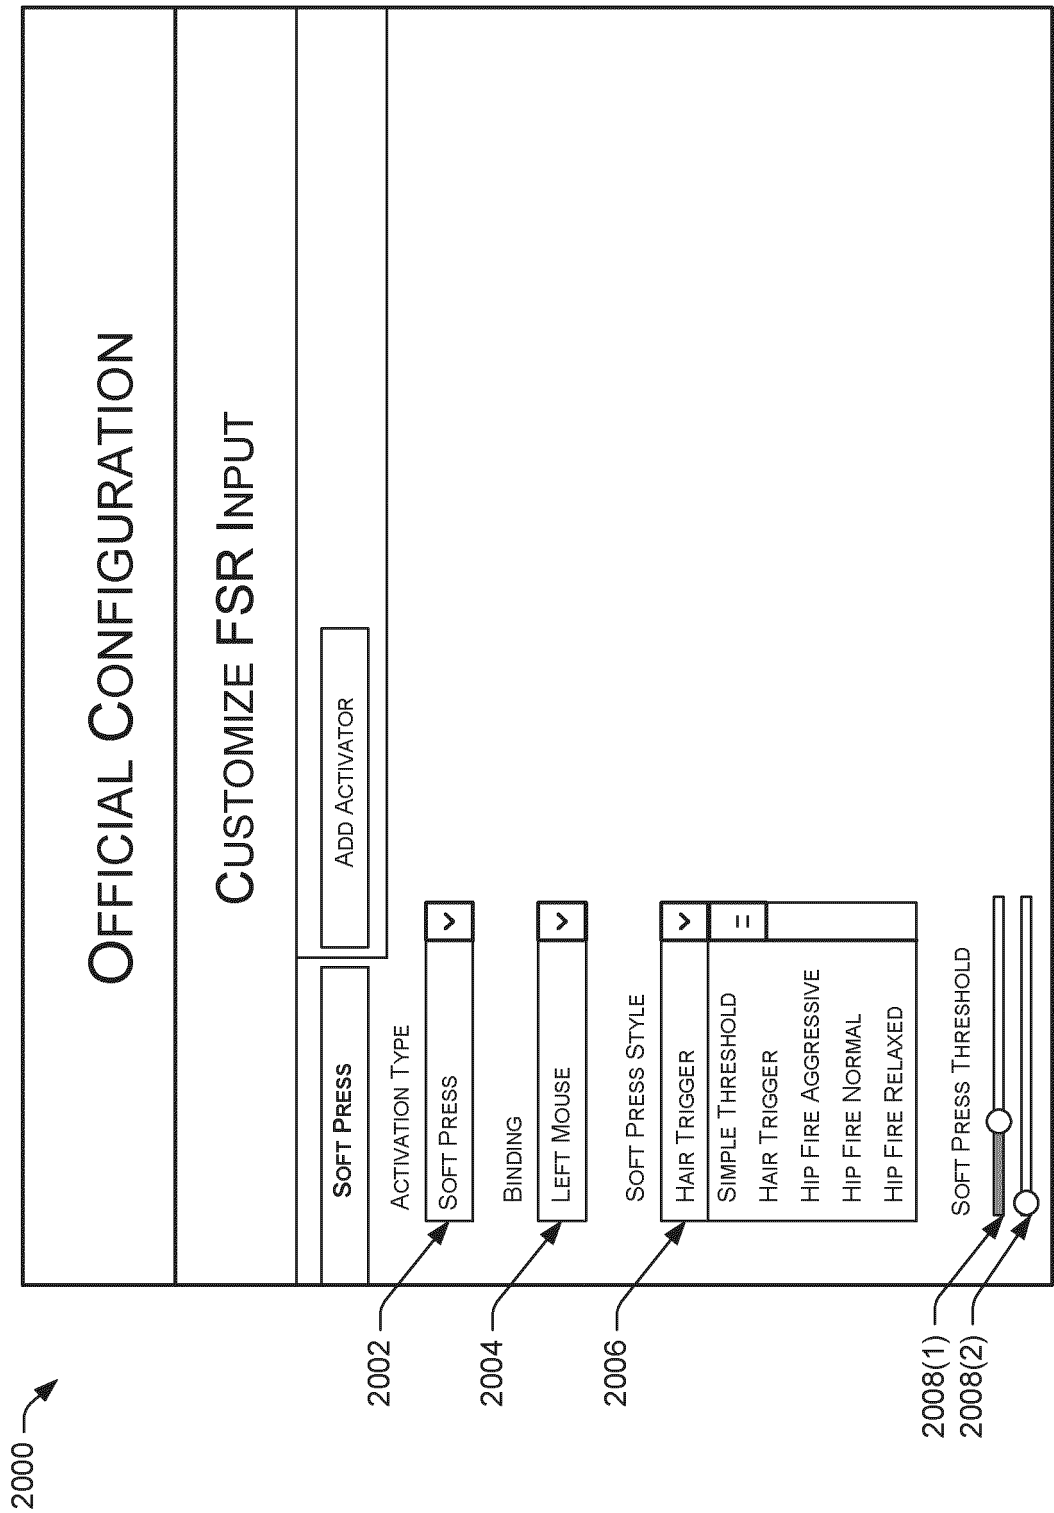 2000
OFFICIAL CONFIGURATION
CUSTOMIZE FSR INPUT
SOFT PRESS
ADD ACTIVATOR
ACTIVATION TYPE
2002
SOFT PRESS
BINDING
2004
LEFT MOUSE
SOFT PRESS STYLE
2006
HAIR TRIGGER
SIMPLE THRESHOLD
=
HAIR TRIGGER
HIP FIRE AGGRESSIVE
HIP FIRE NORMAL
HIP FIRE RELAXED
SOFT PRESS THRESHOLD
2008(1)
2008(2)